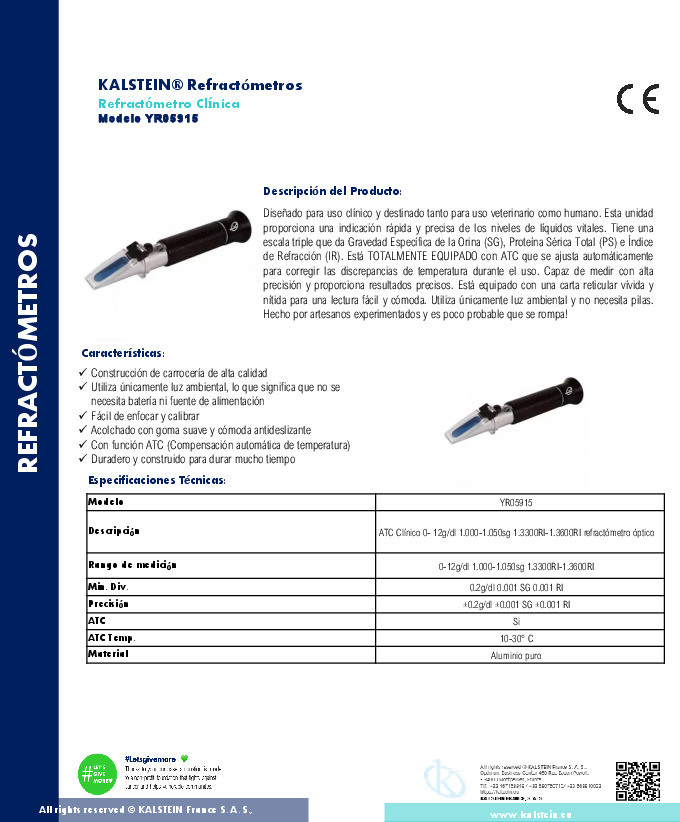 KALSTEIN® Refractómetros
Refractómetro Clínica
Modelo YR05915
CE
REFRACTÓMETROS
Descripción del Producto:
Diseñado para uso clínico y destinado tanto para uso veterinario como humano. Esta unidad
proporciona una indicación rápida y precisa de los niveles de líquidos vitales. Tiene una
escala triple que da Gravedad Específica de la Orina (SG), Proteína Sérica Total (PS) e Índice
de Refracción (IR). Está TOTALMENTE EQUIPADO con ATC que se ajusta automáticamente
para corregir las discrepancias de temperatura durante el uso. Capaz de medir con alta
precisión y proporciona resultados precisos. Está equipado con una carta reticular vívida y
nítida para una lectura fácil y cómoda. Utiliza únicamente luz ambiental y no necesita pilas.
Hecho por artesanos experimentados y es poco probable que se rompa!
Características:
✓ Construcción de carrocería de alta calidad
✓ Utiliza únicamente luz ambiental, lo que significa que no se
necesita batería ni fuente de alimentación
✓ Fácil de enfocar y calibrar
✓ Acolchado con goma suave y cómoda antideslizante
✓ Con función ATC (Compensación automática de temperatura)
✓ Duradero y construido para durar mucho tiempo
Especificaciones Técnicas:
Modelo YR05915
Descripción ATC Clínico 0- 12g/dl 1.000-1.050sg 1.3300RI-1.3600RI refractómetro óptico
Rango de medición 0-12g/dl 1.000-1.050sg 1.3300RI-1.3600RI
Min. Div. 0.2g/dl 0.001 SG 0.001 RI
Precisión ±0.2g/dl ±0.001 SG ±0.001 RI
ATC Si
ATC Temp. 10-30° C
Material Aluminio puro
#LET'S
GIVE
MORE
#Letsgivemore
All rights reserved © KALSTEIN France S. A. S.,
KALSTEIN FRANCE, S. A. S
All rights reserved © KALSTEIN France S. A. S.,
www.kalstein.eu